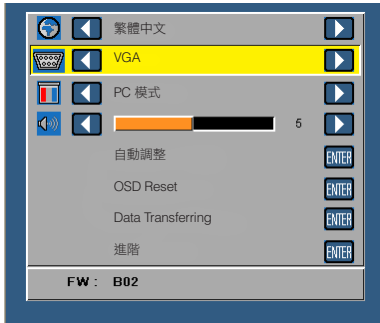 繁體中文
VGA
PC 模式
5
自動調整 ENTER
OSD Reset ENTER
Data Transferring ENTER
進階 ENTER
FW : B02